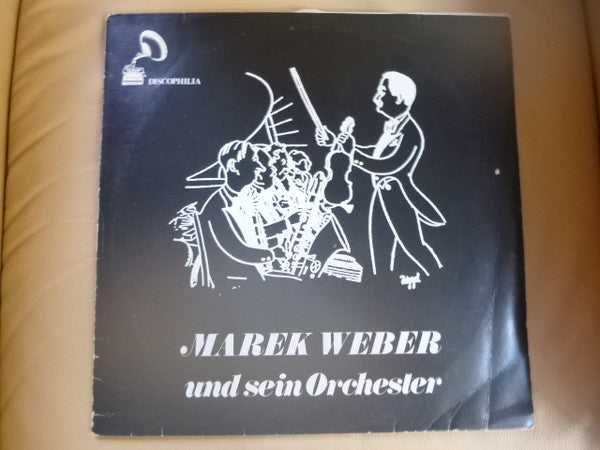 DISCOPHILIA
MAREK WEBER
und sein Orchester